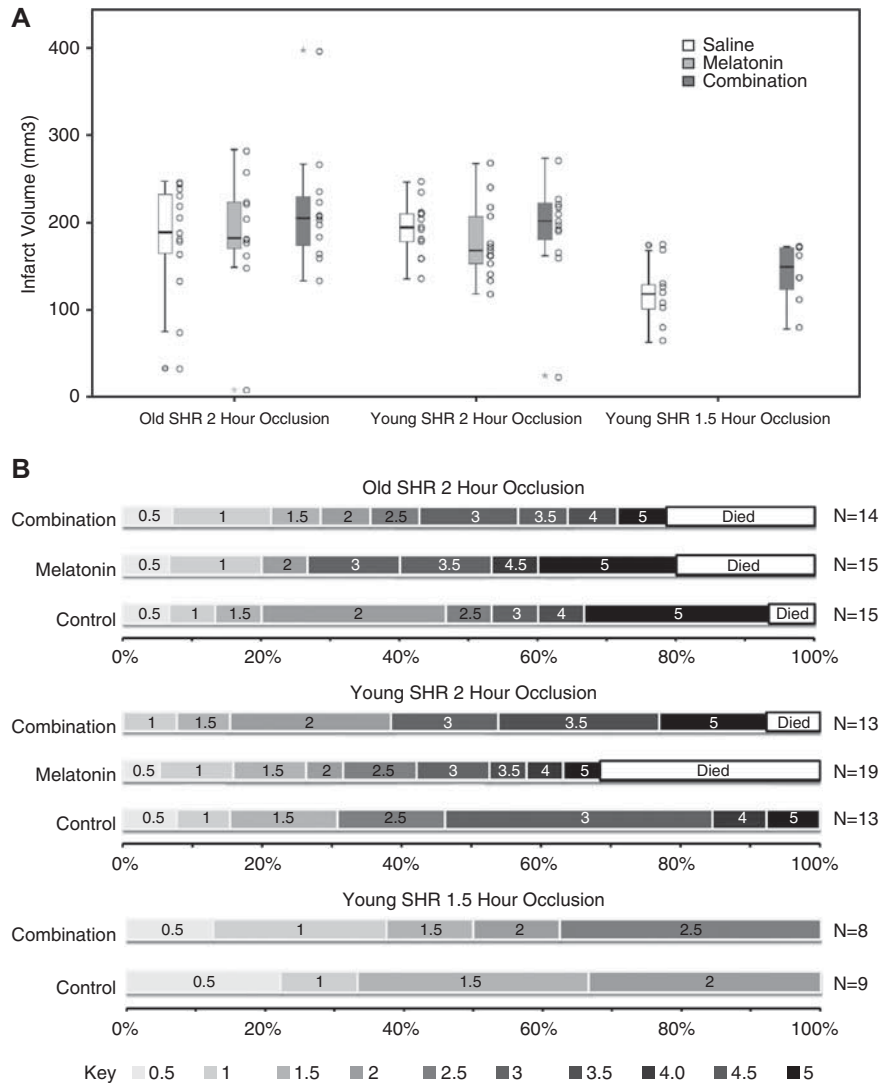 A
400
300
200
100
0
Infarct Volume (mm3)
Saline
Melatonin
Combination
Old SHR 2 Hour Occlusion Young SHR 2 Hour Occlusion Young SHR 1.5 Hour Occlusion
B
Old SHR 2 Hour Occlusion
Combination 0.5 1 1.5 2 2.5 3 3.5 4 5 Died N=14
Melatonin 0.5 1 2 3 3.5 4.5 5 Died N=15
Control 0.5 1 1.5 2 2.5 3 4 5 Died N=15
0% 20% 40% 60% 80% 100%
Young SHR 2 Hour Occlusion
Combination 1 1.5 2 3 3.5 5 Died N=13
Melatonin 0.5 1 1.5 2 2.5 3 3.5 4 5 Died N=19
Control 0.5 1 1.5 2.5 3 4 5 N=13
0% 20% 40% 60% 80% 100%
Young SHR 1.5 Hour Occlusion
Combination 0.5 1 1.5 2 2.5 N=8
Control 0.5 1 1.5 2 N=9
0% 20% 40% 60% 80% 100%
Key 0.5 1 1.5 2 2.5 3 3.5 4.0 4.5 5